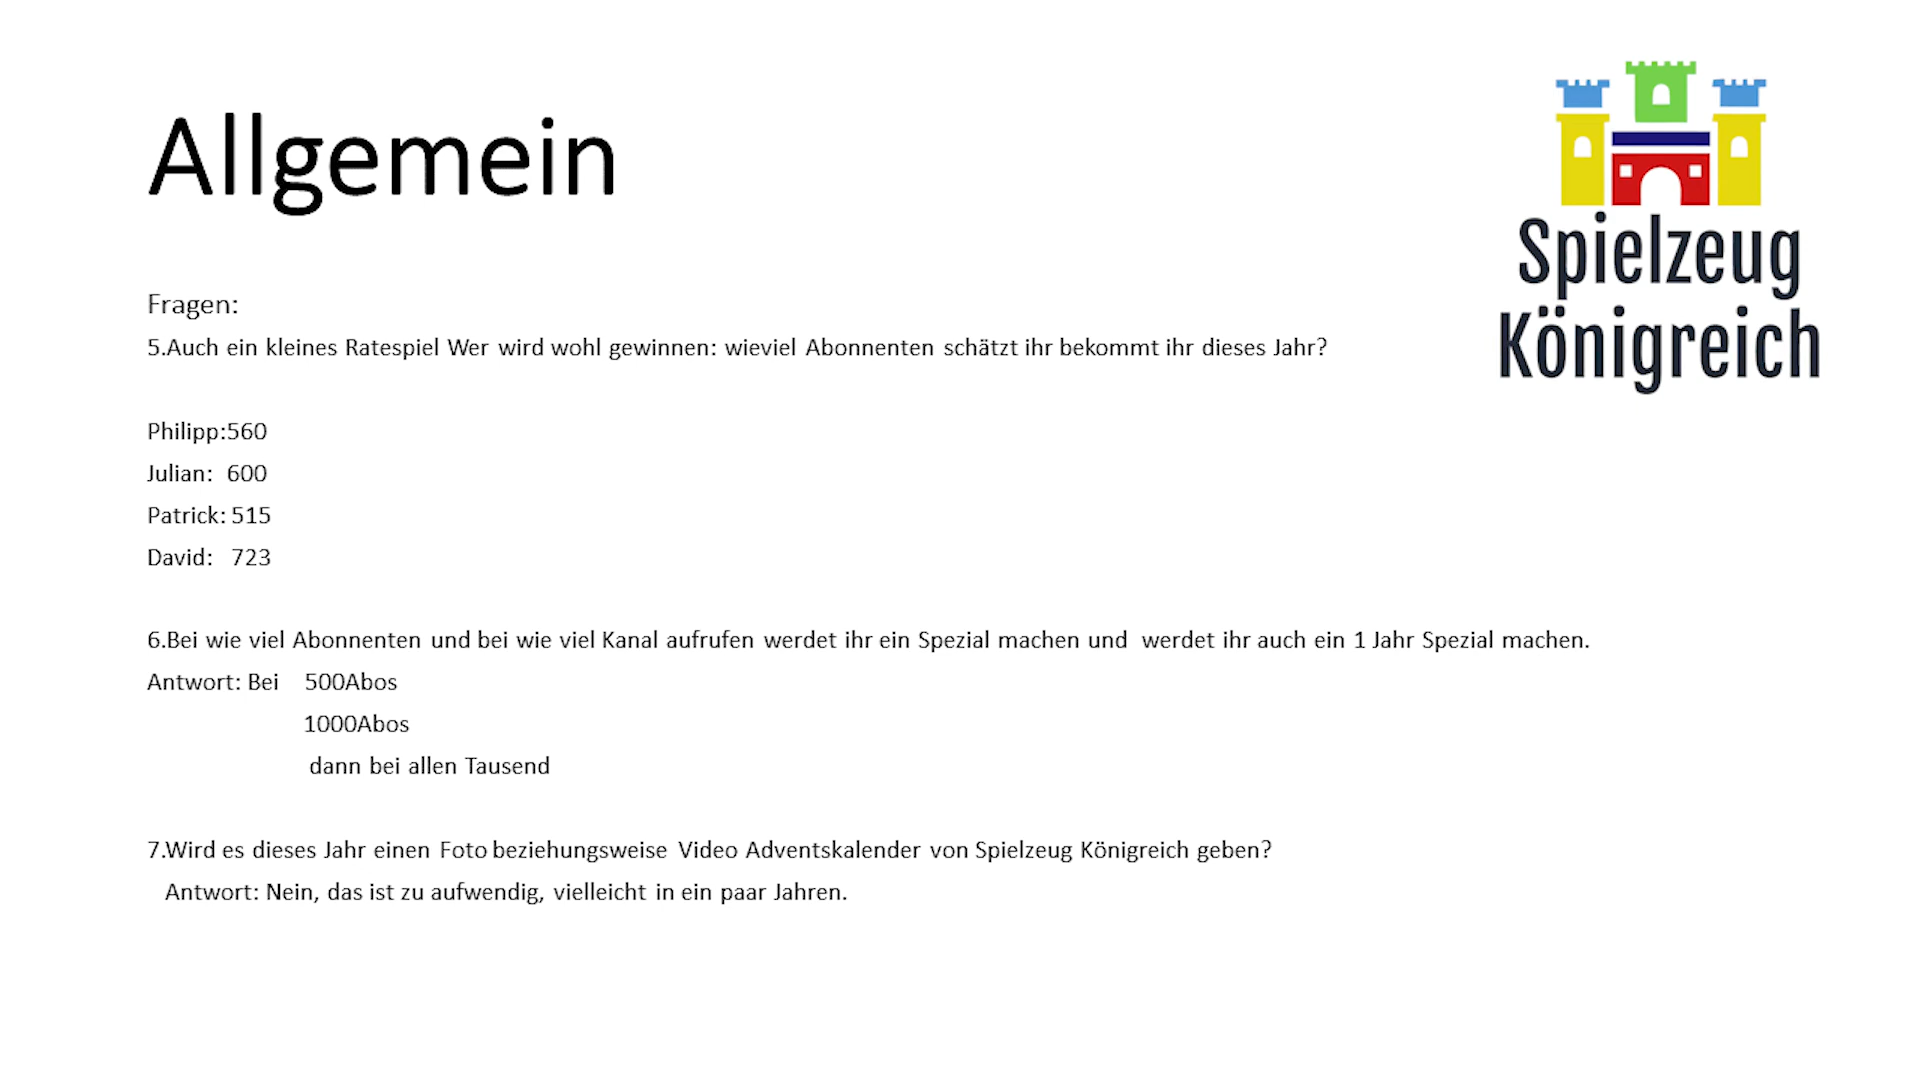 Allgemein
Spielzeug
Königreich
Fragen:
5.Auch ein kleines Ratespiel Wer wird wohl gewinnen: wieviel Abonnenten schätzt ihr bekommt ihr dieses Jahr?
Philipp:560
Julian: 600
Patrick: 515
David: 723
6.Bei wie viel Abonnenten und bei wie viel Kanal aufrufen werdet ihr ein Spezial machen und werdet ihr auch ein 1 Jahr Spezial machen.
Antwort: Bei 500Abos
1000Abos
dann bei allen Tausend
7.Wird es dieses Jahr einen Foto beziehungsweise Video Adventskalender von Spielzeug Königreich geben?
Antwort: Nein, das ist zu aufwendig, vielleicht in ein paar Jahren.